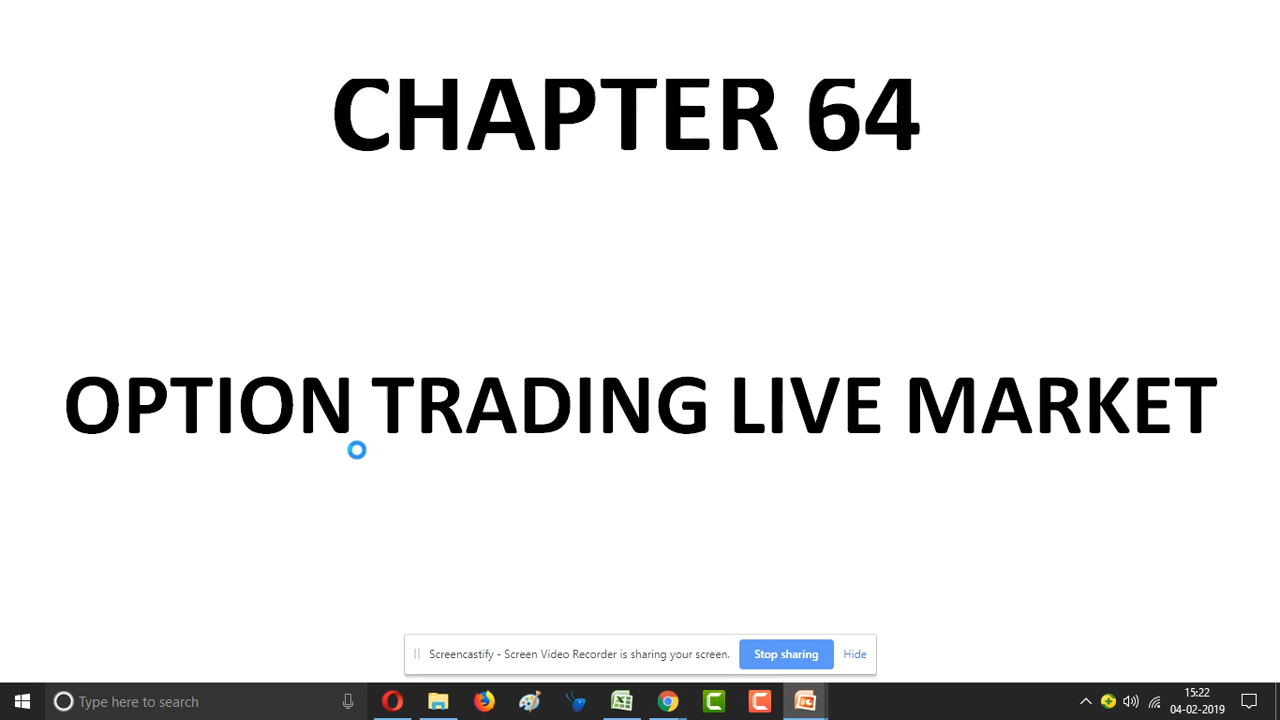 CHAPTER 64
OPTION TRADING LIVE MARKET
Screencastify - Screen Video Recorder is sharing your screen.
Stop sharing
Hide
Type here to search
15:22
04-02-2019